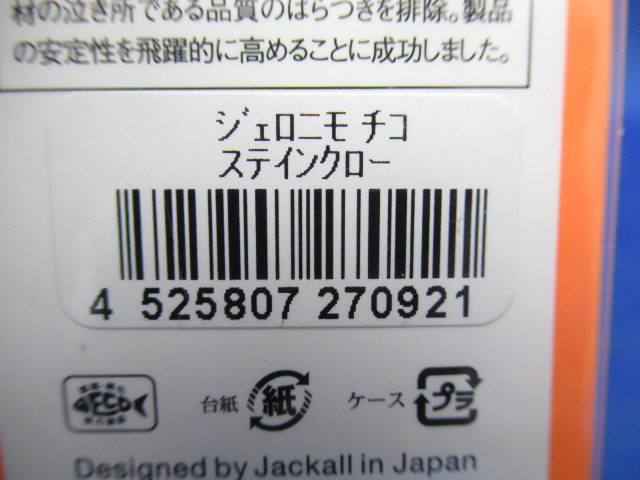 材の泣き所である品質のばらつきを排除。製品
の安定性を飛躍的に高めることに成功しました。
ジェロニモ チコ
ステインクロー
4 525807 270921
ECO
台紙 紙 ケース プラ
Designed by Jackall in Japan